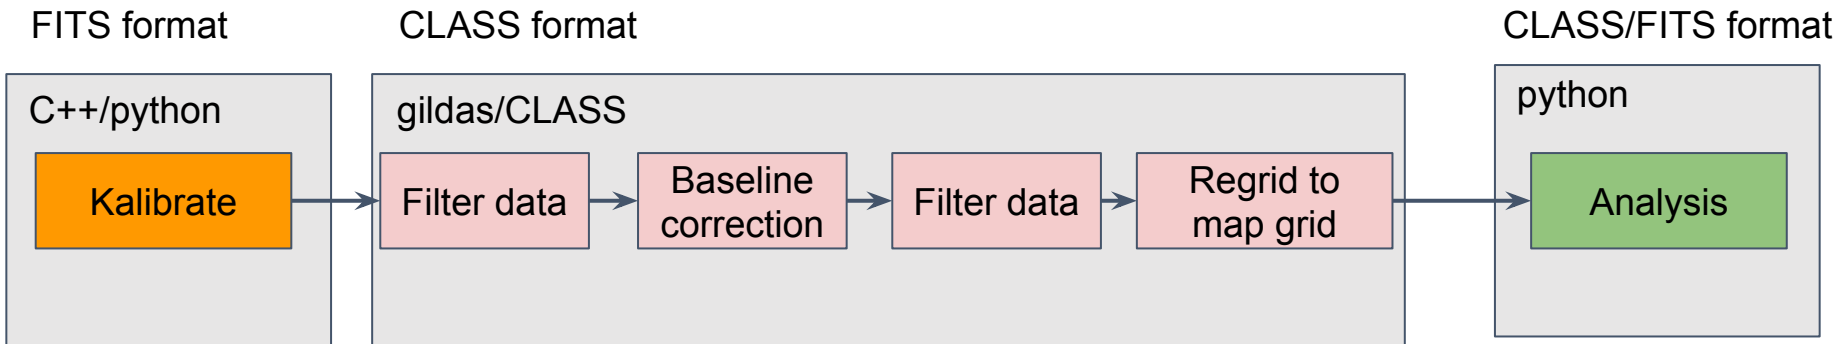 FITS format
CLASS format
CLASS/FITS format
C++/python
gildas/CLASS
python
Kalibrate
Filter data
Baseline
correction
Filter data
Regrid to
map grid
Analysis